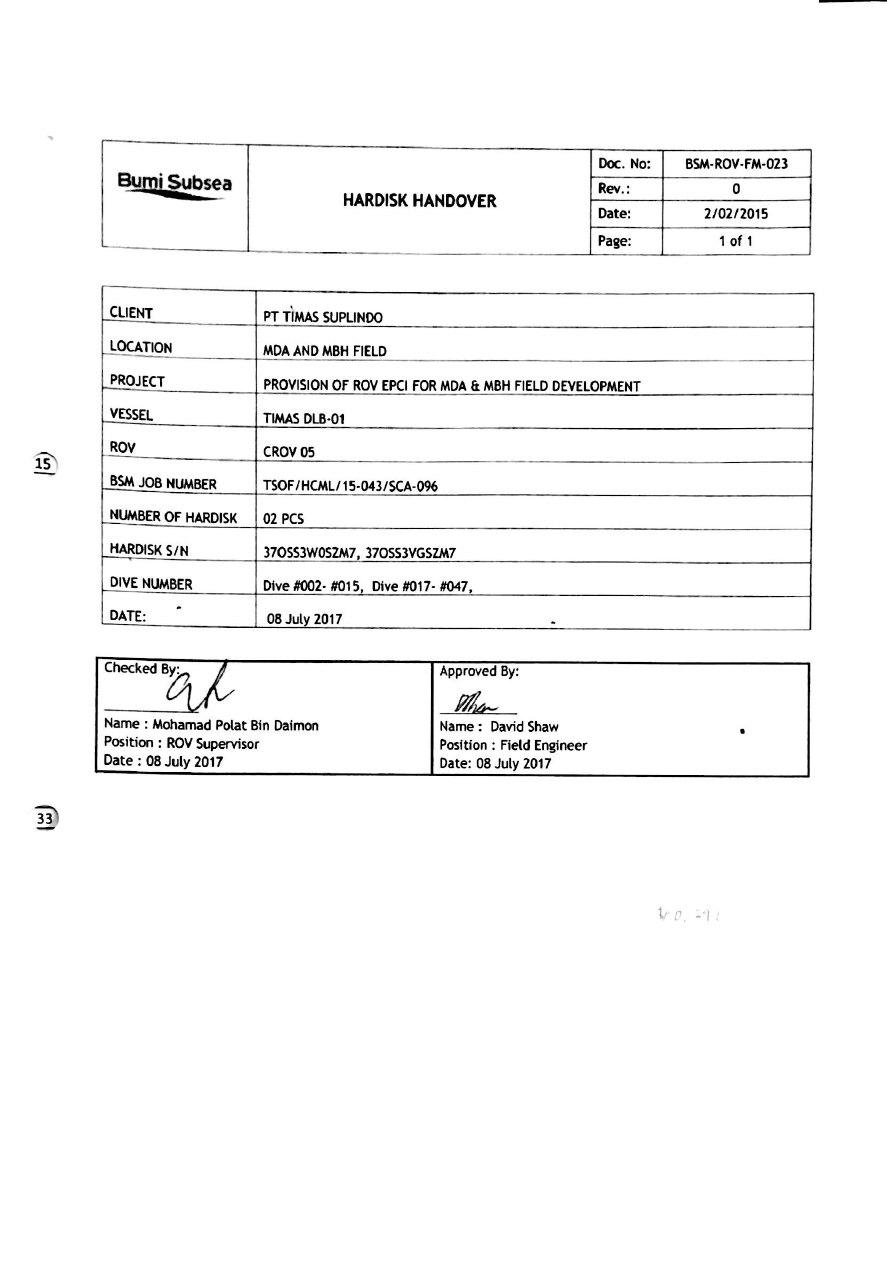 Bumi Subsea
HARDISK HANDOVER
Doc. No: BSM-ROV-FM-023
Rev.: 0
Date: 2/02/2015
Page: 1 of 1
CLIENT PT TIMAS SUPLINDO
LOCATION MDA AND MBH FIELD
PROJECT PROVISION OF ROV EPCI FOR MDA & MBH FIELD DEVELOPMENT
VESSEL TIMAS DLB-01
ROV CROV 05
BSM JOB NUMBER TSOF/HCML/15-043/SCA-096
NUMBER OF HARDISK 02 PCS
HARDISK S/N 37OSS3W0SZM7, 37OSS3VGSZM7
DIVE NUMBER Dive #002- #015, Dive #017- #047,
DATE: 08 July 2017
15
Checked By:
Name : Mohamad Polat Bin Daimon
Position : ROV Supervisor
Date : 08 July 2017
Approved By:
Name : David Shaw
Position : Field Engineer
Date: 08 July 2017
33